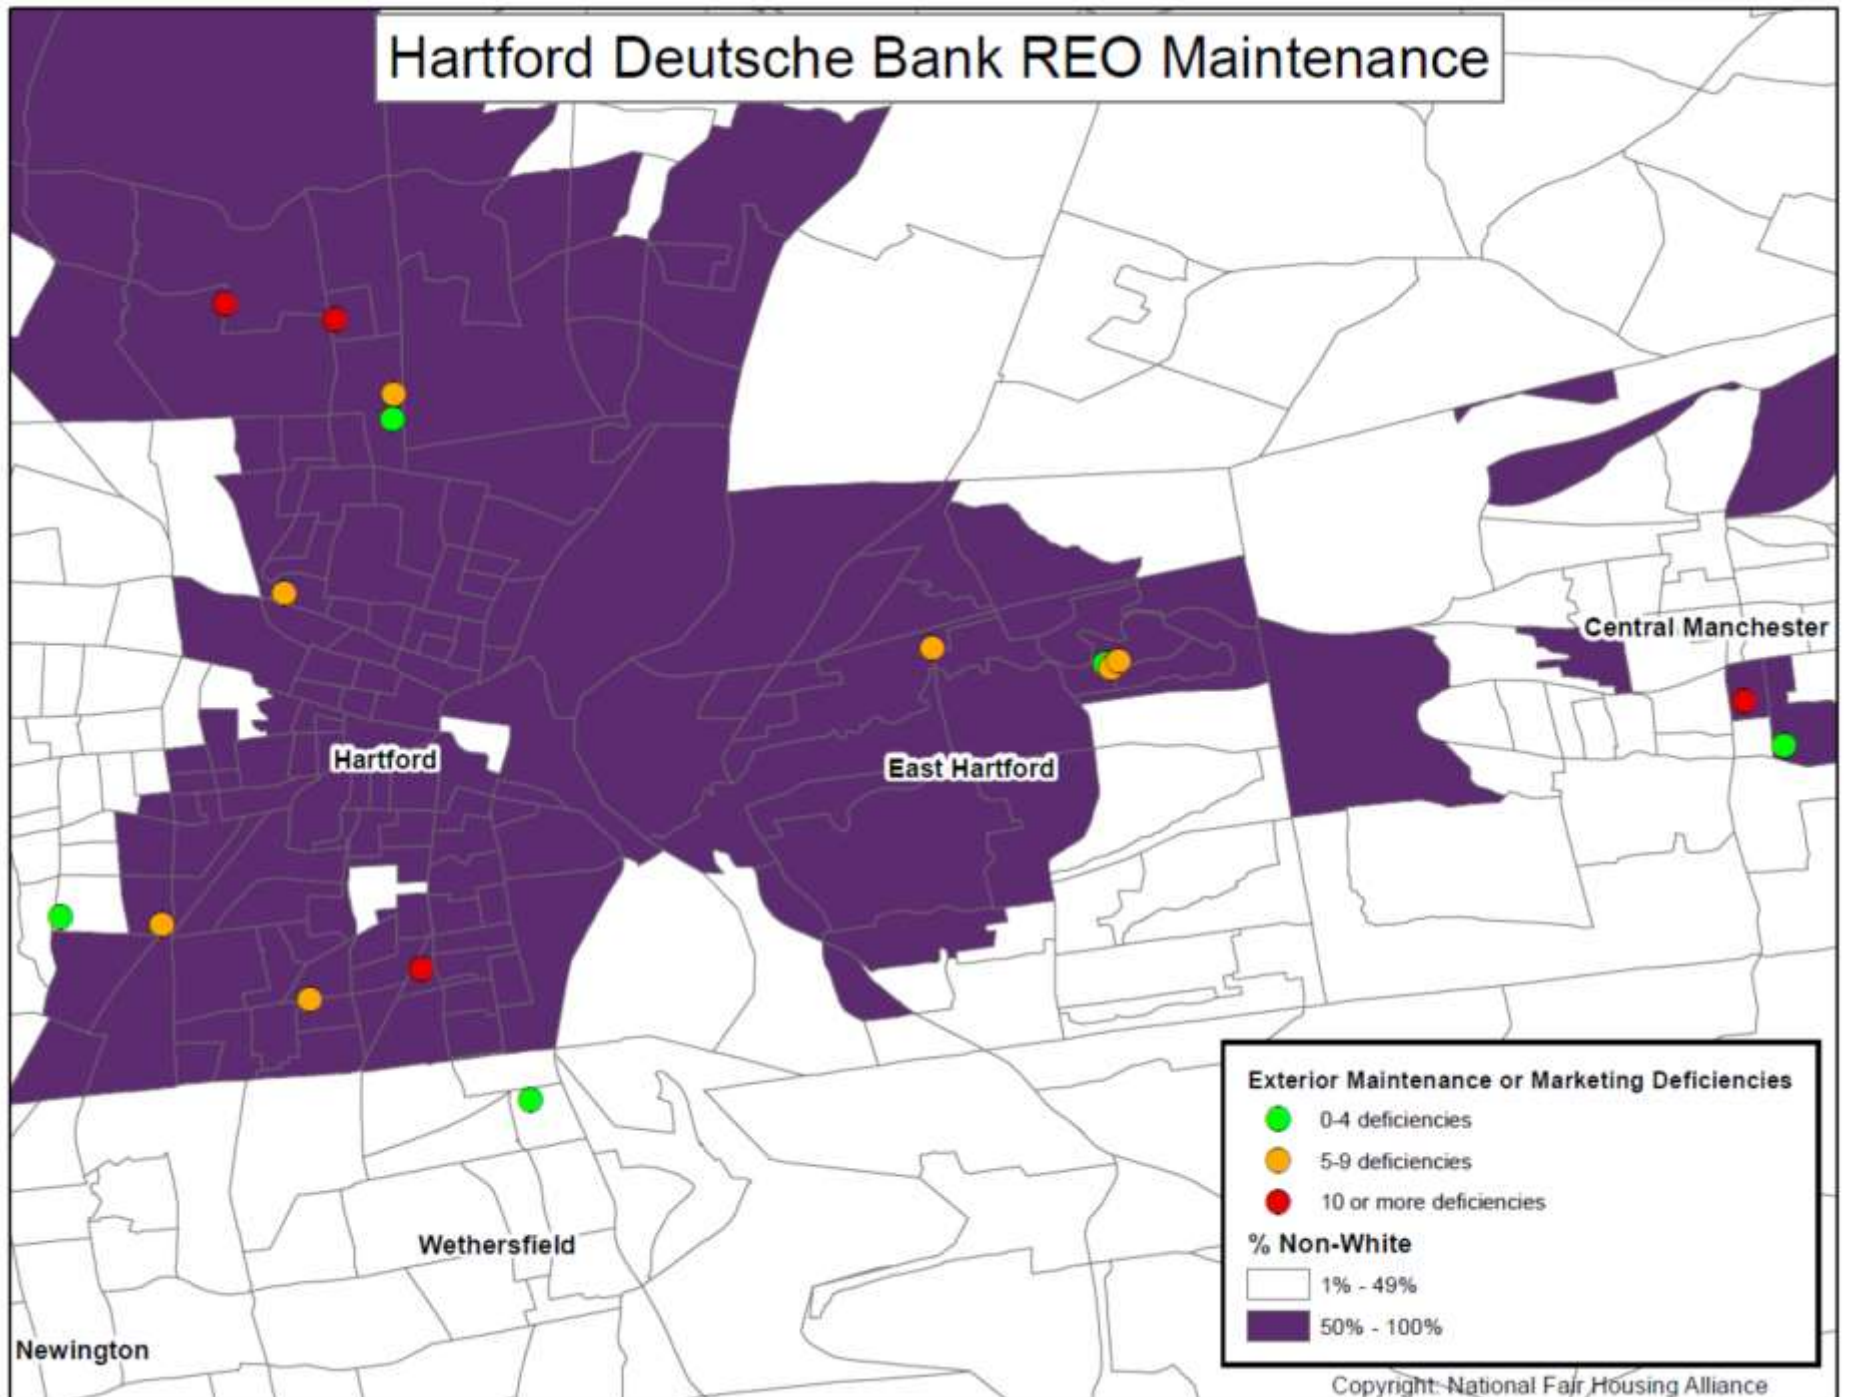 Hartford Deutsche Bank REO Maintenance
Central Manchester
Hartford
East Hartford
Wethersfield
Newington
Exterior Maintenance or Marketing Deficiencies
0-4 deficiencies
5-9 deficiencies
10 or more deficiencies
% Non-White
1% - 49%
50% - 100%
Copyright: National Fair Housing Alliance